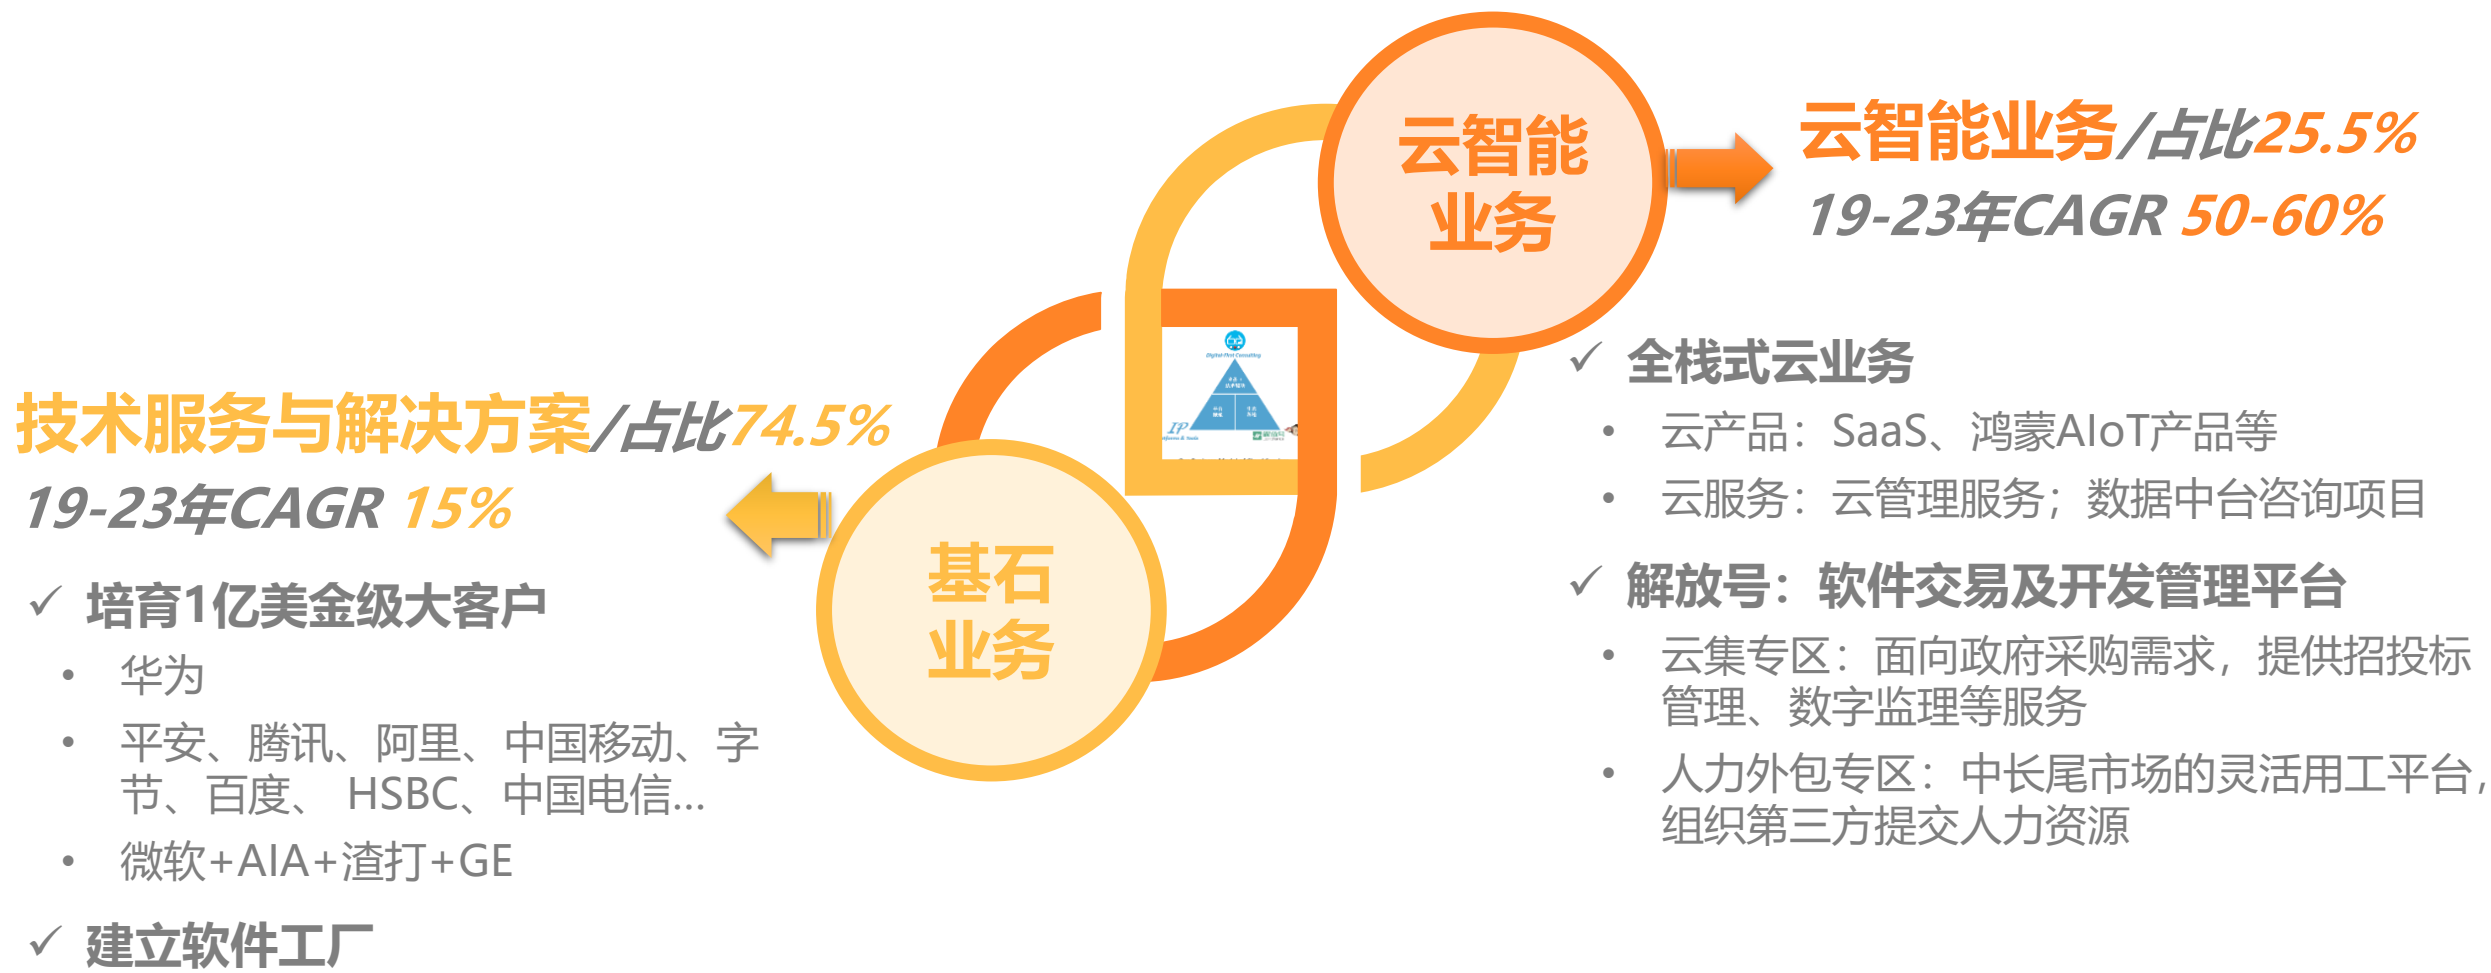 云智能
业务
云智能业务/占比25.5%
19-23年CAGR 50-60%
✓ 全栈式云业务
• 云产品：SaaS、鸿蒙AIoT产品等
• 云服务：云管理服务；数据中台咨询项目
✓ 解放号：软件交易及开发管理平台
• 云集专区：面向政府采购需求，提供招投标
管理、数字监理等服务
• 人力外包专区：中长尾市场的灵活用工平台，
组织第三方提交人力资源
Digital-First Consulting
IP
技术服务与解决方案/占比74.5%
19-23年CAGR 15%
基石
业务
✓ 培育1亿美金级大客户
• 华为
• 平安、腾讯、阿里、中国移动、字
节、百度、 HSBC、中国电信...
• 微软+AIA+渣打+GE
✓ 建立软件工厂